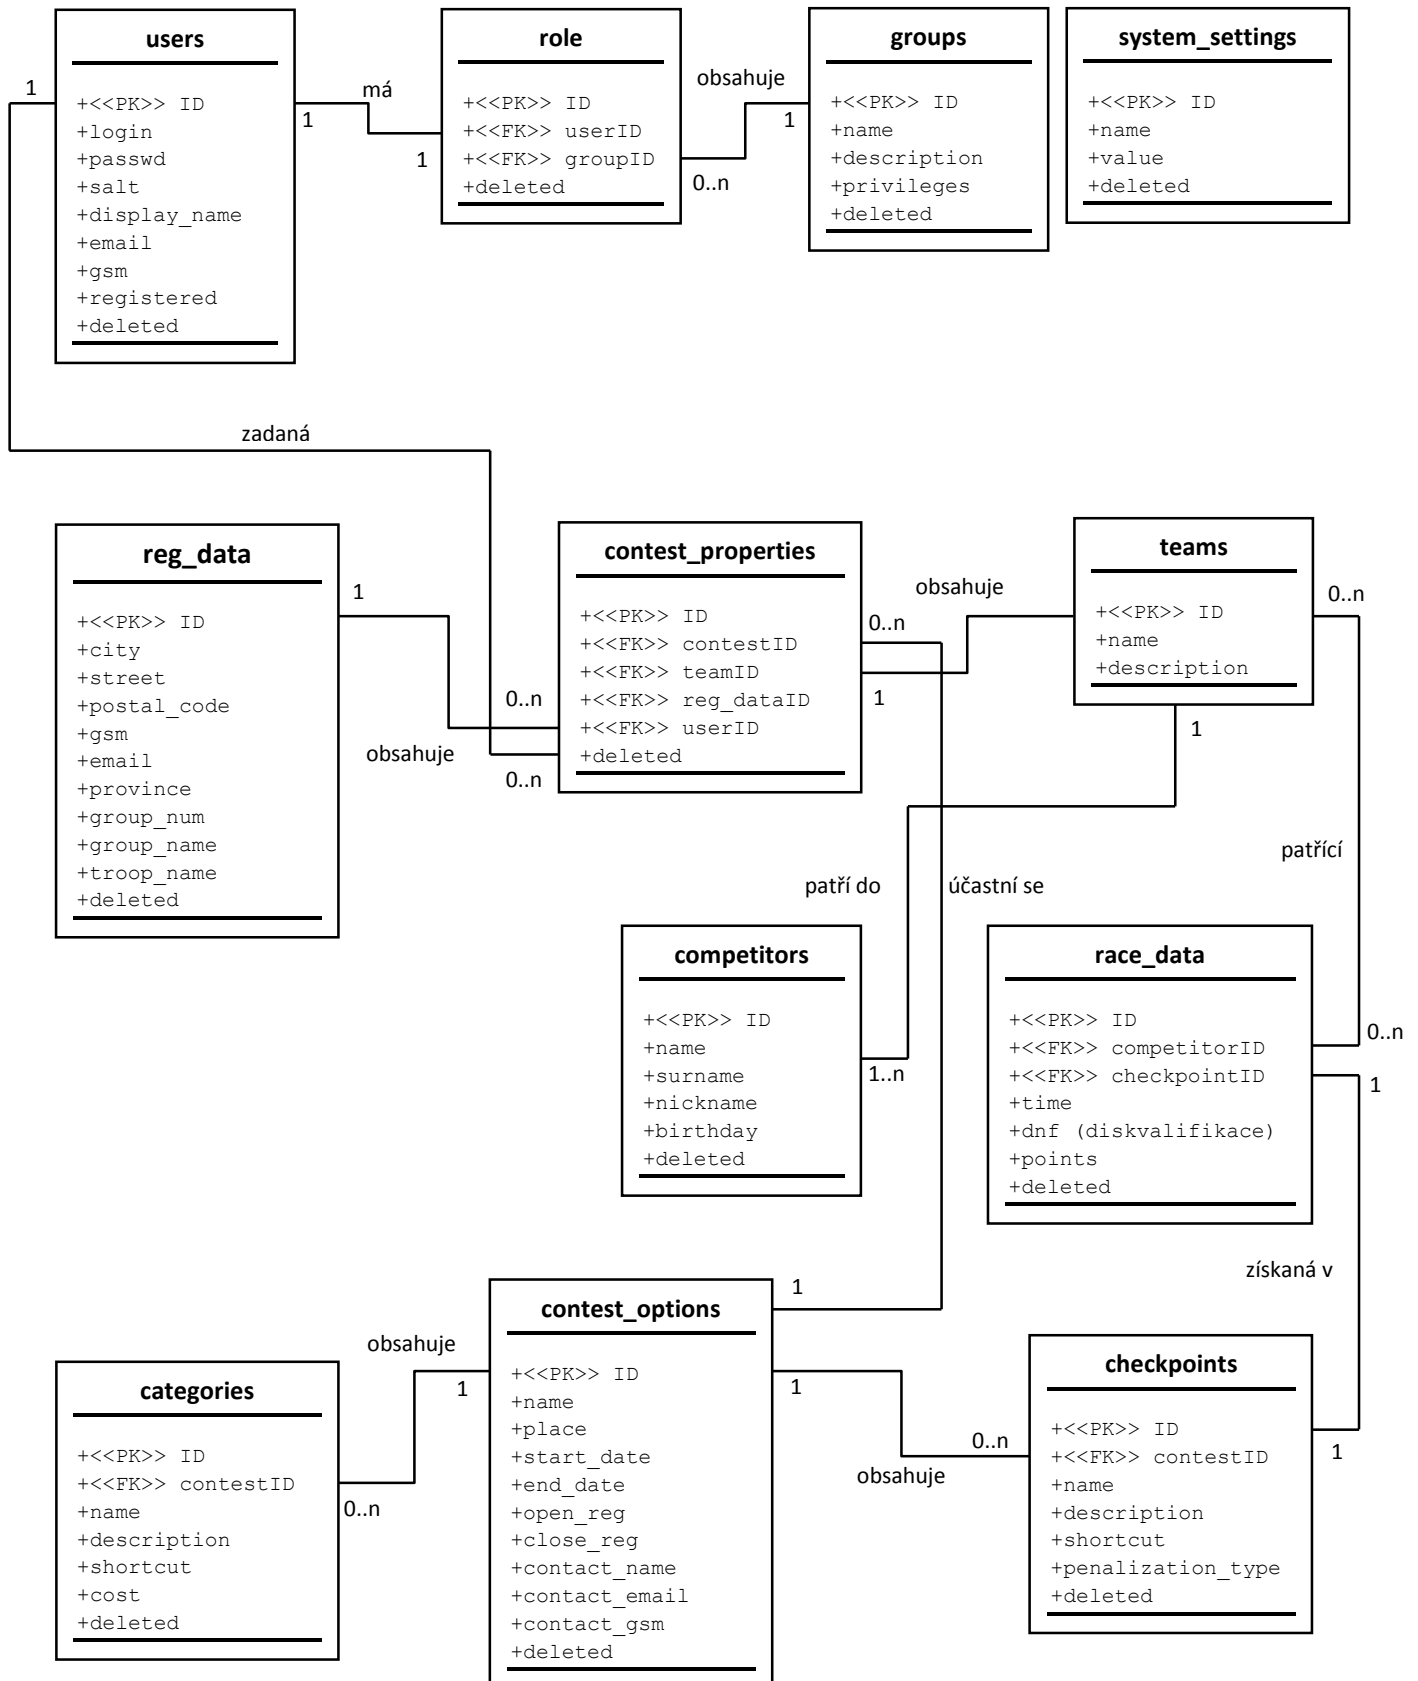 users
+<<PK>> ID
+login
+passwd
+salt
+display_name
+email
+gsm
+registered
+deleted
1
1
má
1
role
+<<PK>> ID
+<<FK>> userID
+<<FK>> groupID
+deleted
0..n
obsahuje
1
groups
+<<PK>> ID
+name
+description
+privileges
+deleted
system_settings
+<<PK>> ID
+name
+value
+deleted
zadaná
reg_data
+<<PK>> ID
+city
+street
+postal_code
+gsm
+email
+province
+group_num
+group_name
+troop_name
+deleted
1
0..n
obsahuje
0..n
contest_properties
+<<PK>> ID
+<<FK>> contestID
+<<FK>> teamID
+<<FK>> reg_dataID
+<<FK>> userID
+deleted
0..n
1
obsahuje
teams
+<<PK>> ID
+name
+description
0..n
1
patřící
patří do
účastní se
competitors
+<<PK>> ID
+name
+surname
+nickname
+birthday
+deleted
1..n
race_data
+<<PK>> ID
+<<FK>> competitorID
+<<FK>> checkpointID
+time
+dnf (diskvalifikace)
+points
+deleted
0..n
1
získaná v
categories
+<<PK>> ID
+<<FK>> contestID
+name
+description
+shortcut
+cost
+deleted
0..n
obsahuje
1
contest_options
+<<PK>> ID
+name
+place
+start_date
+end_date
+open_reg
+close_reg
+contact_name
+contact_email
+contact_gsm
+deleted
1
1
0..n
obsahuje
checkpoints
+<<PK>> ID
+<<FK>> contestID
+name
+description
+shortcut
+penalization_type
+deleted
1